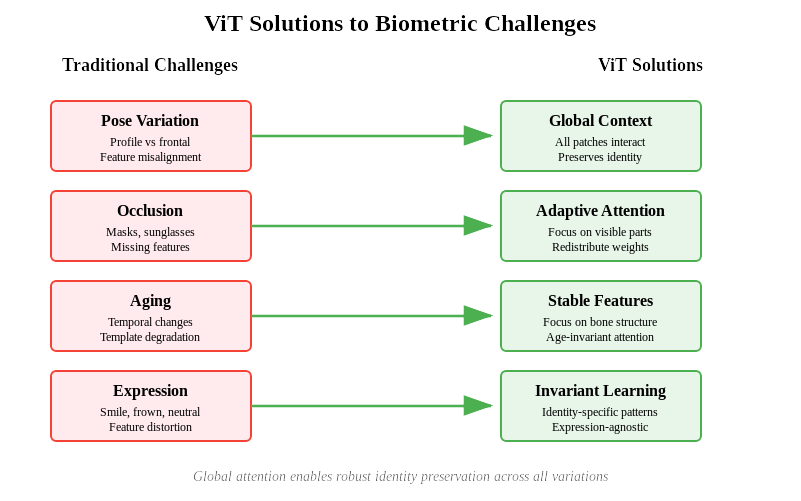 ViT Solutions to Biometric Challenges
Traditional Challenges
ViT Solutions
Pose Variation
Profile vs frontal
Feature misalignment
Global Context
All patches interact
Preserves identity
Occlusion
Masks, sunglasses
Missing features
Adaptive Attention
Focus on visible parts
Redistribute weights
Aging
Temporal changes
Template degradation
Stable Features
Focus on bone structure
Age-invariant attention
Expression
Smile, frown, neutral
Feature distortion
Invariant Learning
Identity-specific patterns
Expression-agnostic
Global attention enables robust identity preservation across all variations